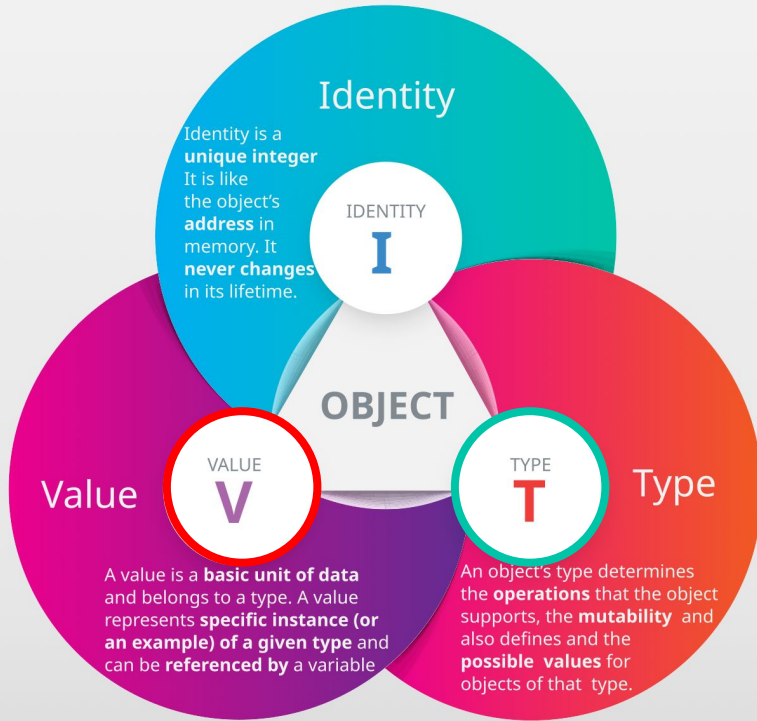 Identity
Identity is a
unique integer
It is like
the object's
address in
memory. It
never changes
in its lifetime.
IDENTITY
I
OBJECT
Value
VALUE
V
A value is a basic unit of data
and belongs to a type. A value
represents specific instance (or
an example) of a given type and
can be referenced by a variable
TYPE
T
Type
An object's type determines
the operations that the object
supports, the mutability and
also defines and the
possible values for
objects of that type.